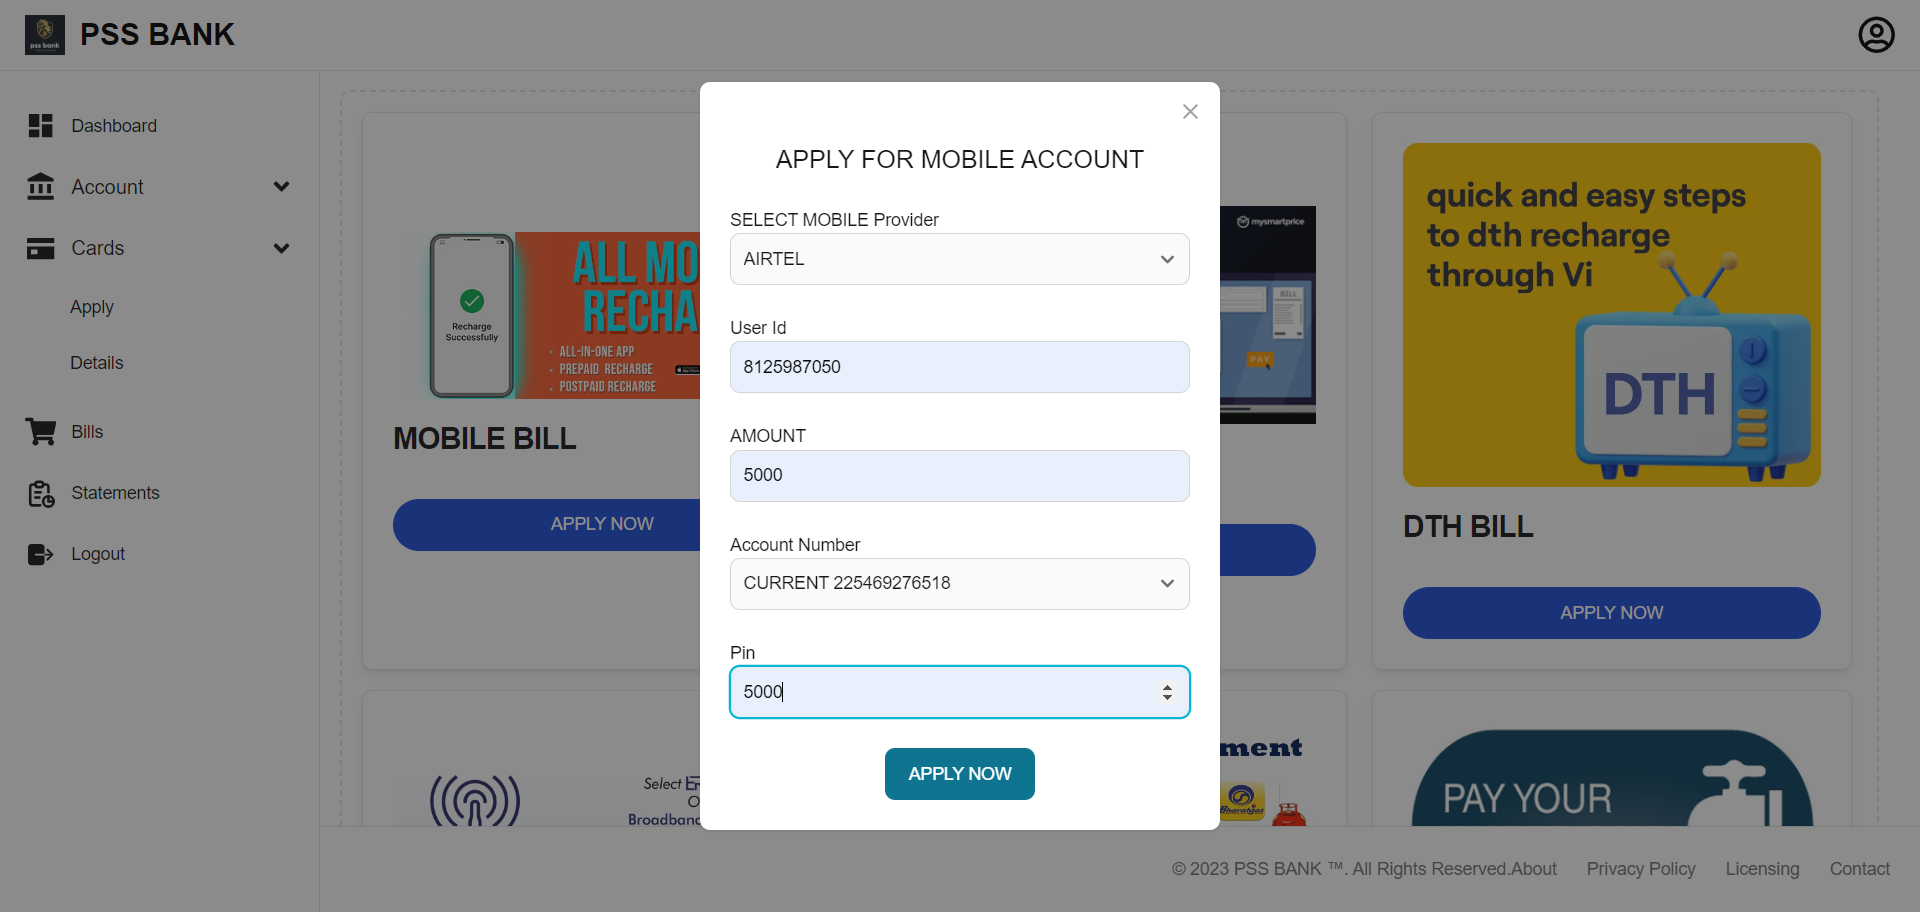 pss bank
PSS BANK
Dashboard
Account
Cards
Apply
Details
Bills
Statements
Logout
Recharge
Successfully
ALL MO
RECHA
• ALL-IN-ONE APP
• PREPAID RECHARGE
• POSTPAID RECHARGE
MOBILE BILL
APPLY NOW
APPLY FOR MOBILE ACCOUNT
SELECT MOBILE Provider
AIRTEL
User Id
8125987050
AMOUNT
5000
Account Number
CURRENT 225469276518
Pin
5000
APPLY NOW
mysmartprice
BILL
PAY
quick and easy steps
to dth recharge
through Vi
DTH
DTH BILL
APPLY NOW
Select
Broadband
ment
Bharatgas
PAY YOUR
© 2023 PSS BANK ™. All Rights Reserved.About
Privacy Policy
Licensing
Contact